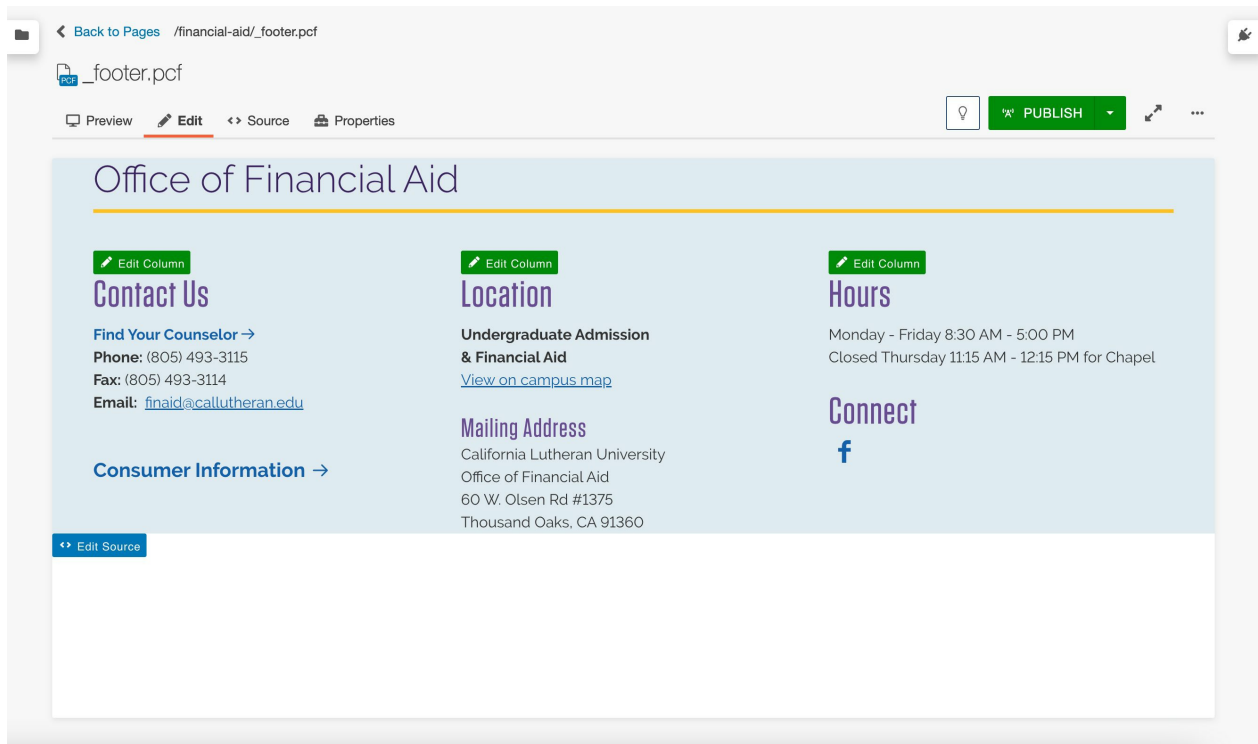 Back to Pages /financial-aid/_footer.pcf
PCF _footer.pcf
Preview Edit Source Properties
PUBLISH
Office of Financial Aid
Edit Column
Contact Us
Find Your Counselor →
Phone: (805) 493-3115
Fax: (805) 493-3114
Email: finaid@callutheran.edu
Consumer Information →
Edit Column
Location
Undergraduate Admission
& Financial Aid
View on campus map
Mailing Address
California Lutheran University
Office of Financial Aid
60 W. Olsen Rd #1375
Thousand Oaks, CA 91360
Edit Column
Hours
Monday - Friday 8:30 AM - 5:00 PM
Closed Thursday 11:15 AM - 12:15 PM for Chapel
Connect
f
Edit Source